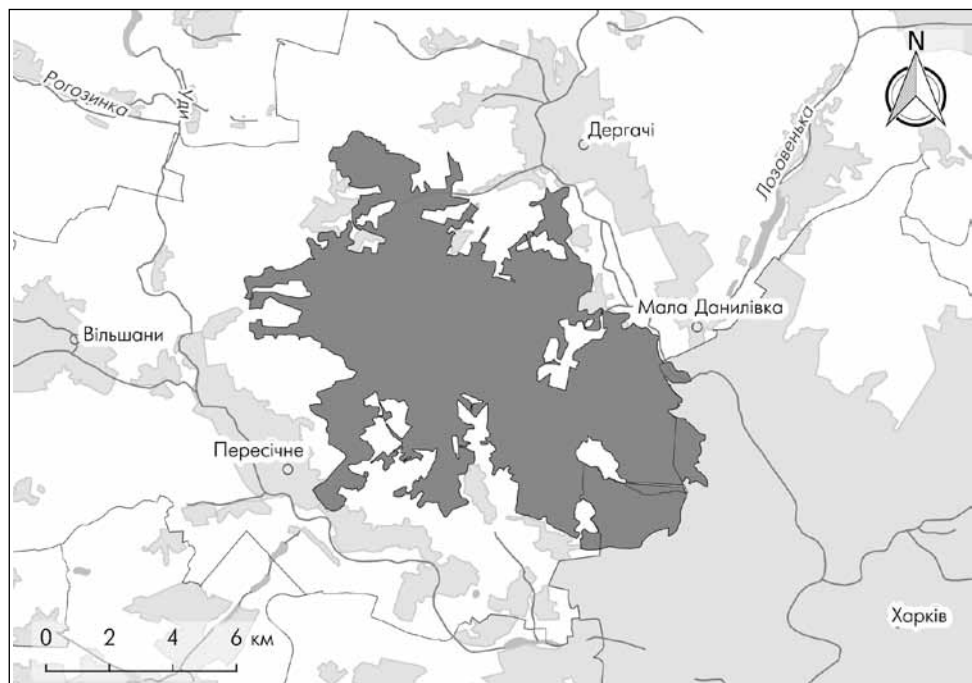 N
Рогозинка
Уди
Дергачі
Лозовенька
Мала Данилівка
Вільшани
Пересічне
Харків
0 2 4 6 км